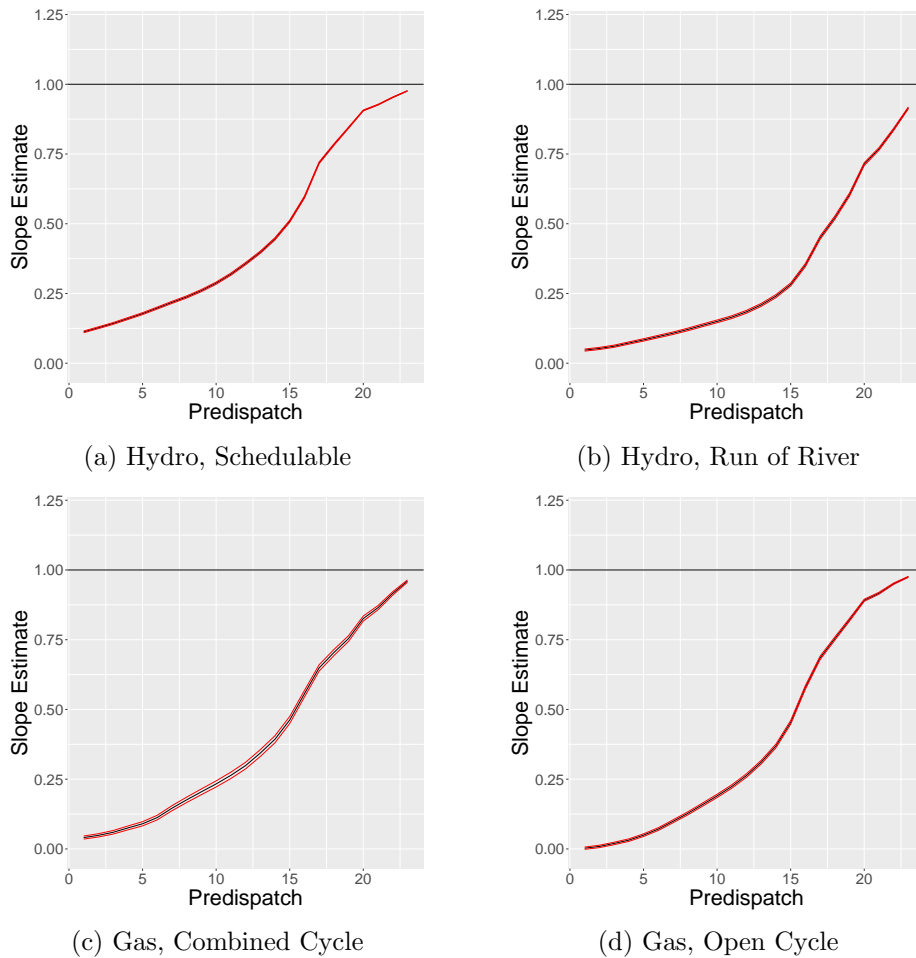 1.25
1.00
0.75
0.50
0.25
0.00
Slope Estimate
0 5 10 15 20
Predispatch
(a) Hydro, Schedulable
1.25
1.00
0.75
0.50
0.25
0.00
Slope Estimate
0 5 10 15 20
Predispatch
(b) Hydro, Run of River
1.25
1.00
0.75
0.50
0.25
0.00
Slope Estimate
0 5 10 15 20
Predispatch
(c) Gas, Combined Cycle
1.25
1.00
0.75
0.50
0.25
0.00
Slope Estimate
0 5 10 15 20
Predispatch
(d) Gas, Open Cycle